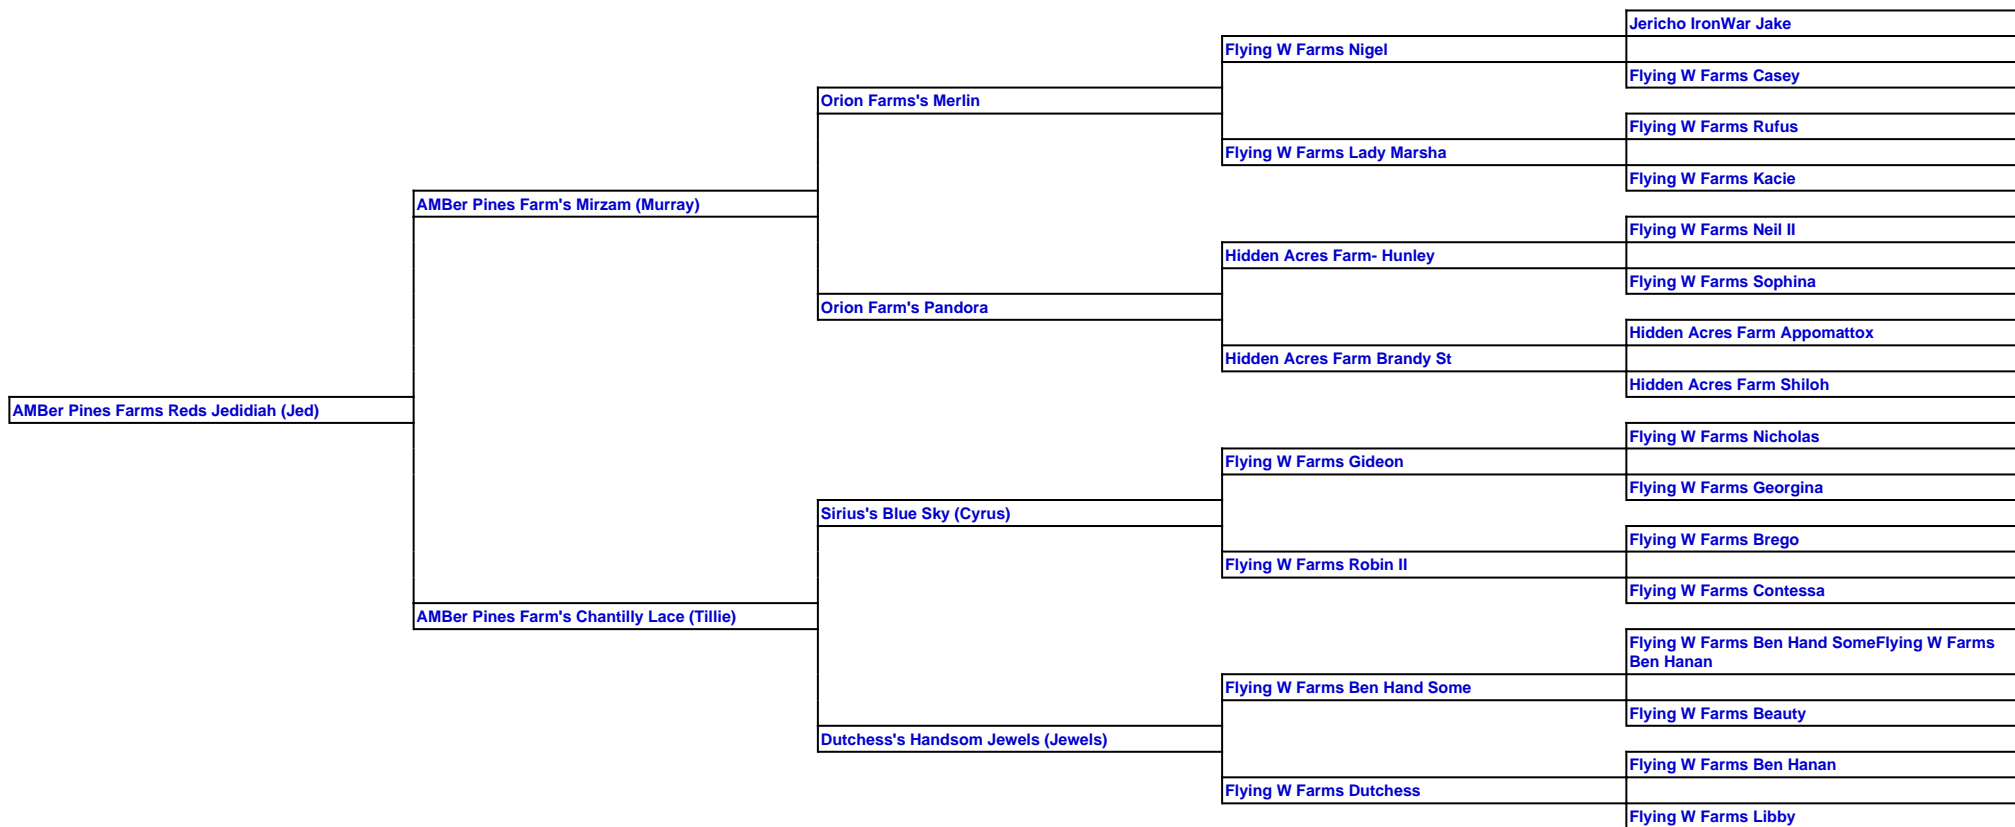 Jericho IronWar Jake
Flying W Farms Nigel
Flying W Farms Casey
Orion Farms's Merlin
Flying W Farms Rufus
Flying W Farms Lady Marsha
Flying W Farms Kacie
AMBer Pines Farm's Mirzam (Murray)
Flying W Farms Neil II
Hidden Acres Farm- Hunley
Flying W Farms Sophina
Orion Farm's Pandora
Hidden Acres Farm Appomattox
Hidden Acres Farm Brandy St
Hidden Acres Farm Shiloh
AMBer Pines Farms Reds Jedidiah (Jed)
Flying W Farms Nicholas
Flying W Farms Gideon
Flying W Farms Georgina
Sirius's Blue Sky (Cyrus)
Flying W Farms Brego
Flying W Farms Robin II
Flying W Farms Contessa
AMBer Pines Farm's Chantilly Lace (Tillie)
Flying W Farms Ben Hand SomeFlying W Farms
Ben Hanan
Flying W Farms Ben Hand Some
Flying W Farms Beauty
Dutchess's Handsom Jewels (Jewels)
Flying W Farms Ben Hanan
Flying W Farms Dutchess
Flying W Farms Libby